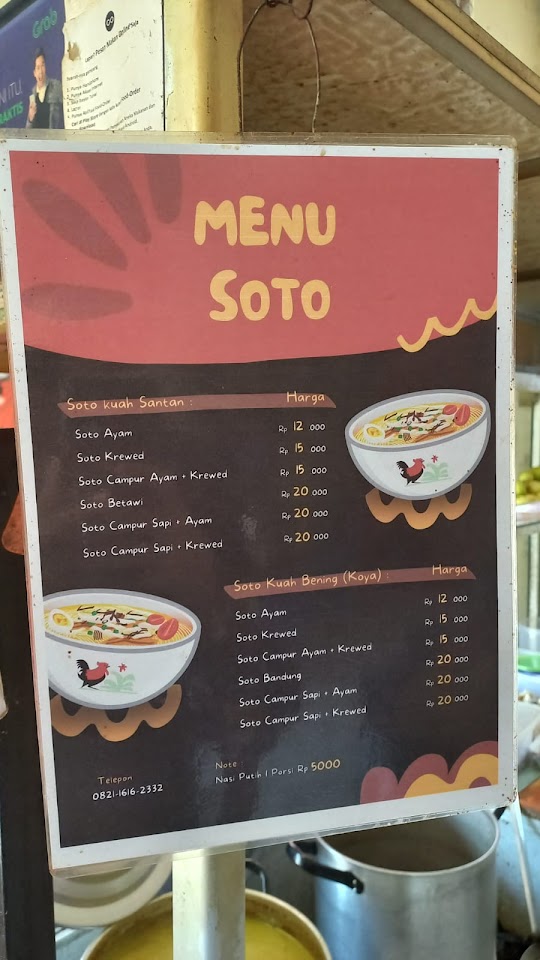 Grab
Rp 12 000
MENU
SOTO
Soto kuah Santan : Harga
Soto Ayam Rp 12 000
Soto Krewed Rp 15 000
Soto Campur Ayam + Krewed Rp 15 000
Soto Betawi Rp 20 000
Soto Campur Sapi + Ayam Rp 20 000
Soto Campur Sapi + Krewed Rp 20 000
Soto Kuah Bening (Koya) : Harga
Soto Ayam Rp 12 000
Soto Krewed Rp 15 000
Soto Campur Ayam + Krewed Rp 15 000
Soto Bandung Rp 20 000
Soto Campur Sapi + Ayam Rp 20 000
Soto Campur Sapi + Krewed Rp 20 000
Telepon
0821-1616-2332
Note :
Nasi Putih 1 Porsi Rp 5000